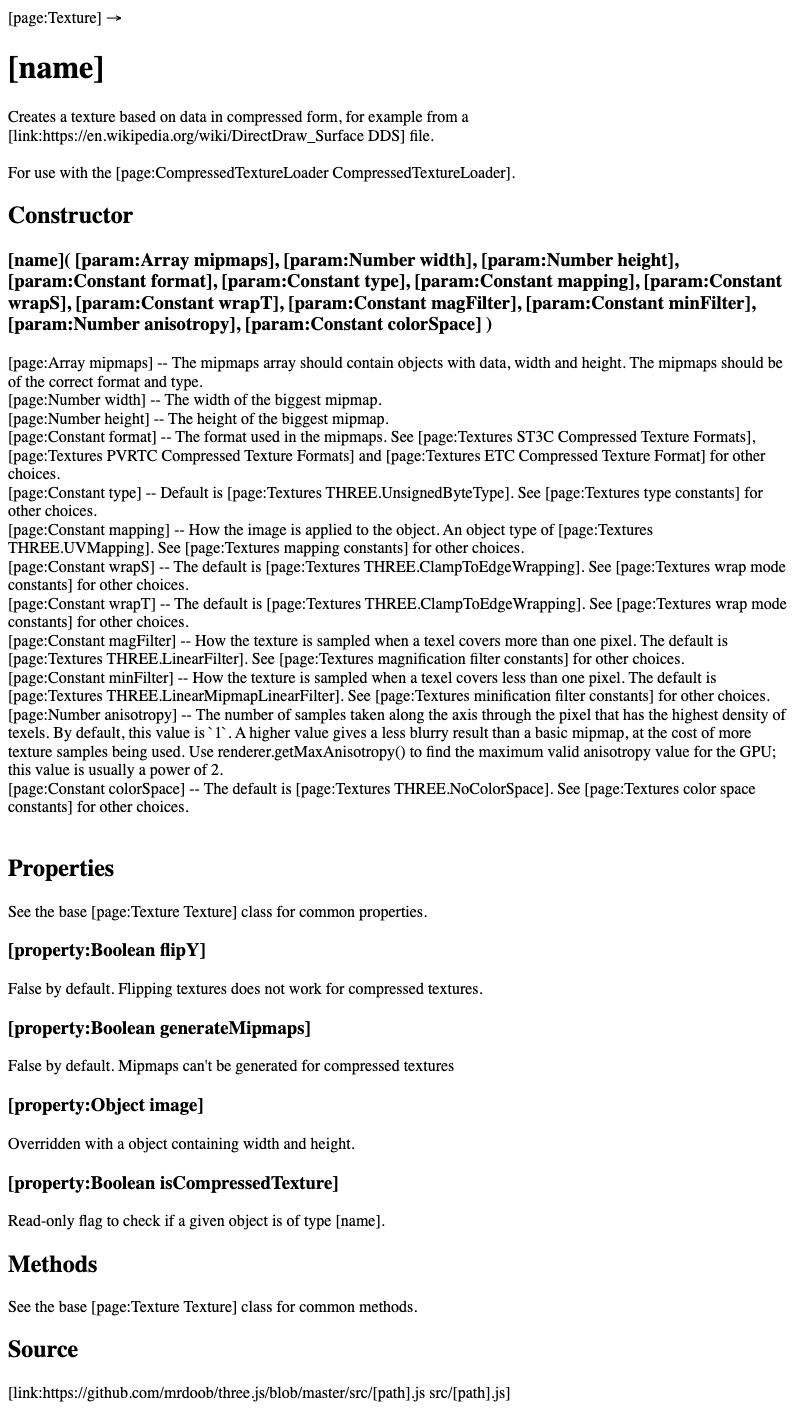 [page:Texture] →
[name]
Creates a texture based on data in compressed form, for example from a
[link:https://en.wikipedia.org/wiki/DirectDraw_Surface DDS] file.
For use with the [page:CompressedTextureLoader CompressedTextureLoader].
Constructor
[name]( [param:Array mipmaps], [param:Number width], [param:Number height],
[param:Constant format], [param:Constant type], [param:Constant mapping], [param:Constant
wrapS], [param:Constant wrapT], [param:Constant magFilter], [param:Constant minFilter],
[param:Number anisotropy], [param:Constant colorSpace] )
[page:Array mipmaps] -- The mipmaps array should contain objects with data, width and height. The mipmaps should be
of the correct format and type.
[page:Number width] -- The width of the biggest mipmap.
[page:Number height] -- The height of the biggest mipmap.
[page:Constant format] -- The format used in the mipmaps. See [page:Textures ST3C Compressed Texture Formats],
[page:Textures PVRTC Compressed Texture Formats] and [page:Textures ETC Compressed Texture Format] for other
choices.
[page:Constant type] -- Default is [page:Textures THREE.UnsignedByteType]. See [page:Textures type constants] for
other choices.
[page:Constant mapping] -- How the image is applied to the object. An object type of [page:Textures
THREE.UVMapping]. See [page:Textures mapping constants] for other choices.
[page:Constant wrapS] -- The default is [page:Textures THREE.ClampToEdgeWrapping]. See [page:Textures wrap mode
constants] for other choices.
[page:Constant wrapT] -- The default is [page:Textures THREE.ClampToEdgeWrapping]. See [page:Textures wrap mode
constants] for other choices.
[page:Constant magFilter] -- How the texture is sampled when a texel covers more than one pixel. The default is
[page:Textures THREE.LinearFilter]. See [page:Textures magnification filter constants] for other choices.
[page:Constant minFilter] -- How the texture is sampled when a texel covers less than one pixel. The default is
[page:Textures THREE.LinearMipmapLinearFilter]. See [page:Textures minification filter constants] for other choices.
[page:Number anisotropy] -- The number of samples taken along the axis through the pixel that has the highest density of
texels. By default, this value is `1`. A higher value gives a less blurry result than a basic mipmap, at the cost of more
texture samples being used. Use renderer.getMaxAnisotropy() to find the maximum valid anisotropy value for the GPU;
this value is usually a power of 2.
[page:Constant colorSpace] -- The default is [page:Textures THREE.NoColorSpace]. See [page:Textures color space
constants] for other choices.
Properties
See the base [page:Texture Texture] class for common properties.
[property:Boolean flipY]
False by default. Flipping textures does not work for compressed textures.
[property:Boolean generateMipmaps]
False by default. Mipmaps can't be generated for compressed textures
[property:Object image]
Overridden with a object containing width and height.
[property:Boolean isCompressedTexture]
Read-only flag to check if a given object is of type [name].
Methods
See the base [page:Texture Texture] class for common methods.
Source
[link:https://github.com/mrdoob/three.js/blob/master/src/[path].js src/[path].js]